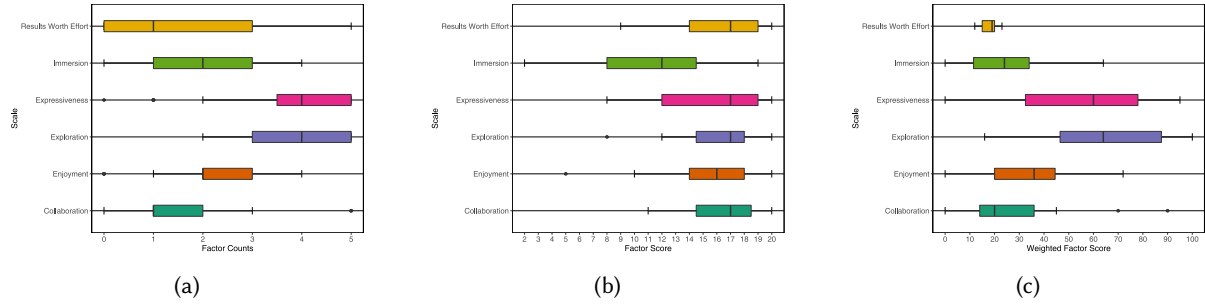 Results Worth Effort
Immersion
Expressiveness
Exploration
Enjoyment
Collaboration
Scale
0 1 2 3 4 5
Factor Counts
(a)
Results Worth Effort
Immersion
Expressiveness
Exploration
Enjoyment
Collaboration
Scale
2 3 4 5 6 7 8 9 10 11 12 13 14 15 16 17 18 19 20
Factor Score
(b)
Results Worth Effort
Immersion
Expressiveness
Exploration
Enjoyment
Collaboration
Scale
0 10 20 30 40 50 60 70 80 90 100
Weighted Factor Score
(c)